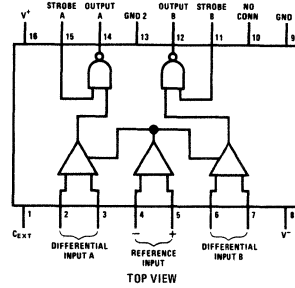 V+ STROBE A OUTPUT A GND 2 OUTPUT B STROBE B NO CONN GND
16 15 14 13 12 11 10 9
1 2 3 4 5 6 7 8
− +
CEXT DIFFERENTIAL INPUT A REFERENCE INPUT DIFFERENTIAL INPUT B V−
TOP VIEW